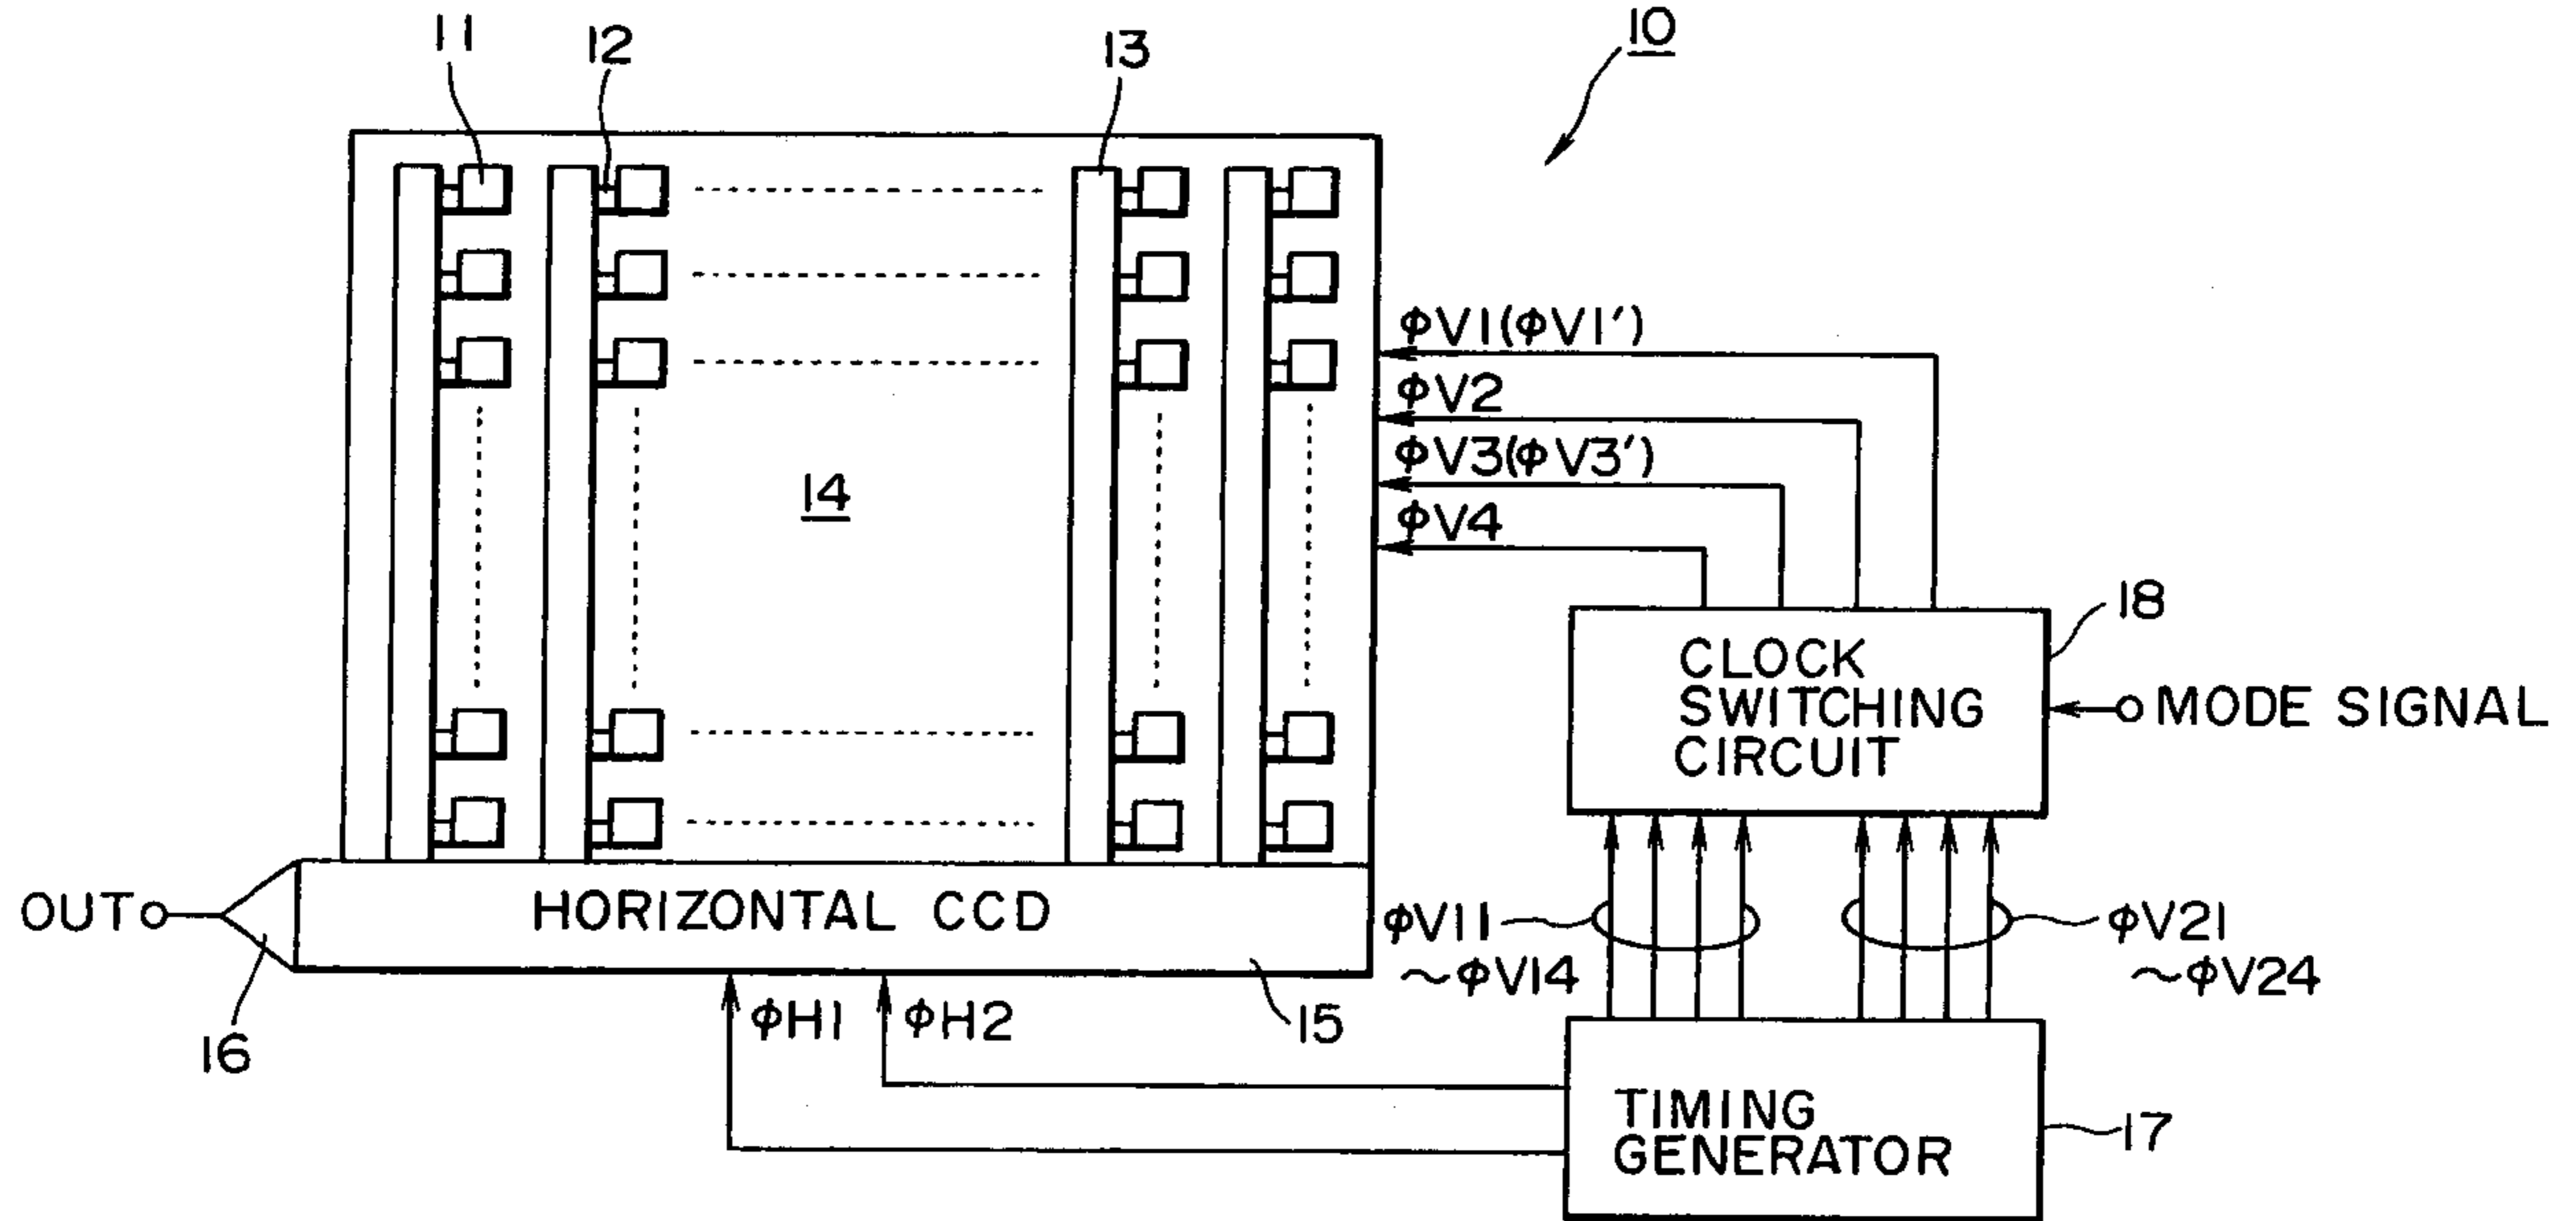 10
11
12
13
ϕV1(ϕV1′)
ϕV2
ϕV3(ϕV3′)
ϕV4
14
18
CLOCK
SWITCHING
CIRCUIT
MODE SIGNAL
OUT
HORIZONTAL CCD
ϕV11
~ϕV14
ϕV21
~ϕV24
16
ϕH1
ϕH2
15
TIMING
GENERATOR
17